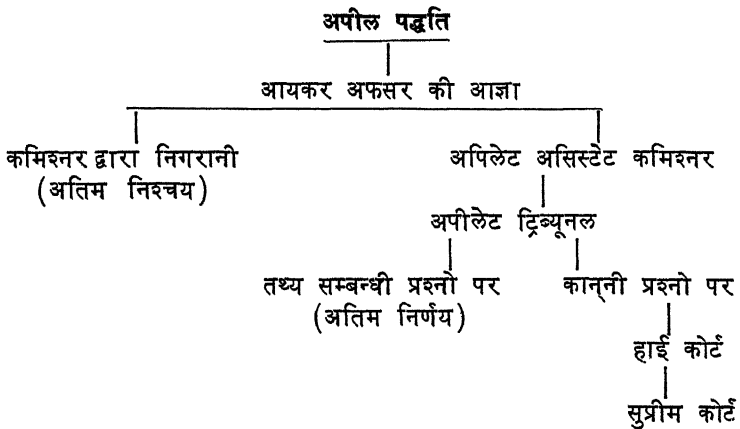 अपील पद्धति
आयकर अफसर की आज्ञा
कमिश्नर द्वारा निगरानी
(अतिम निश्चय)
अपिलेट असिस्टेट कमिश्नर
अपीलेट ट्रिब्यूनल
तथ्य सम्बन्धी प्रश्नो पर
(अतिम निर्णय)
कानूनी प्रश्नो पर
हाई कोर्ट
सुप्रीम कोर्ट